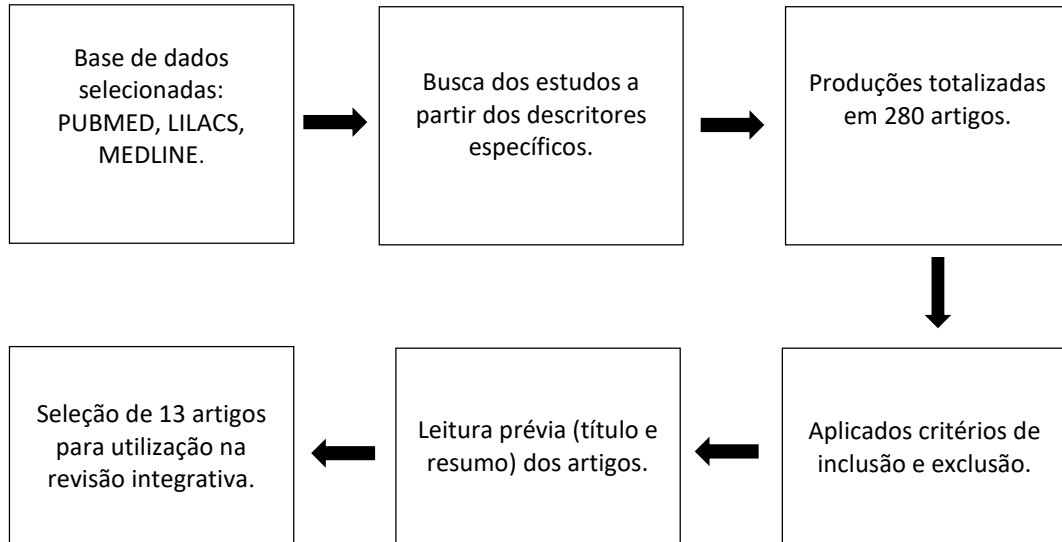 Base de dados
selecionadas:
PUBMED, LILACS,
MEDLINE.
Busca dos estudos a
partir dos descritores
específicos.
Produções totalizadas
em 280 artigos.
Aplicados critérios de
inclusão e exclusão.
Leitura prévia (título e
resumo) dos artigos.
Seleção de 13 artigos
para utilização na
revisão integrativa.